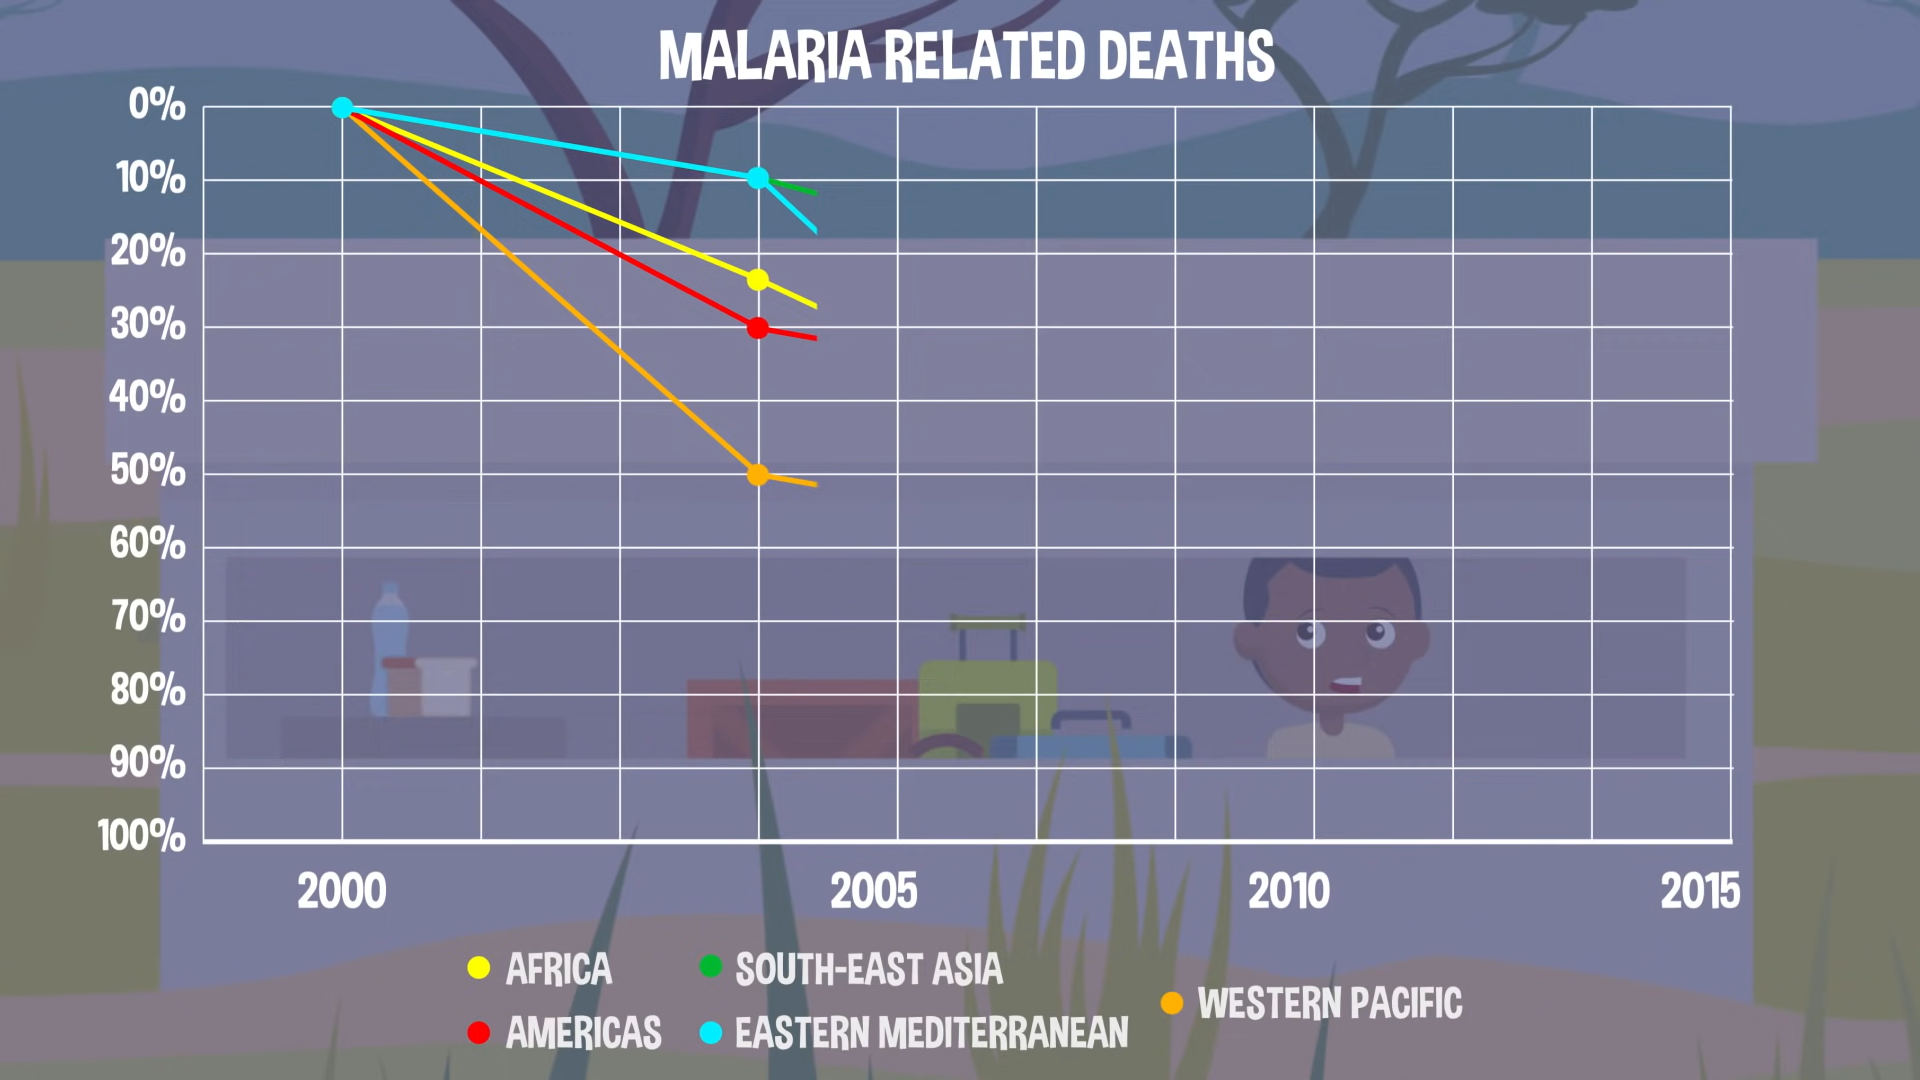 MALARIA RELATED DEATHS
0%
10%
20%
30%
40%
50%
60%
70%
80%
90%
100%
2000 2005 2010 2015
AFRICA SOUTH-EAST ASIA
WESTERN PACIFIC
AMERICAS EASTERN MEDITERRANEAN